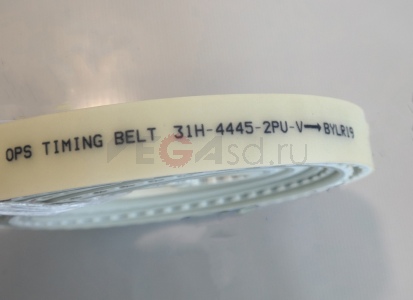 OPS TIMING BELT 31H-4445-2PU-V→BYLR19
VEGAsd.ru